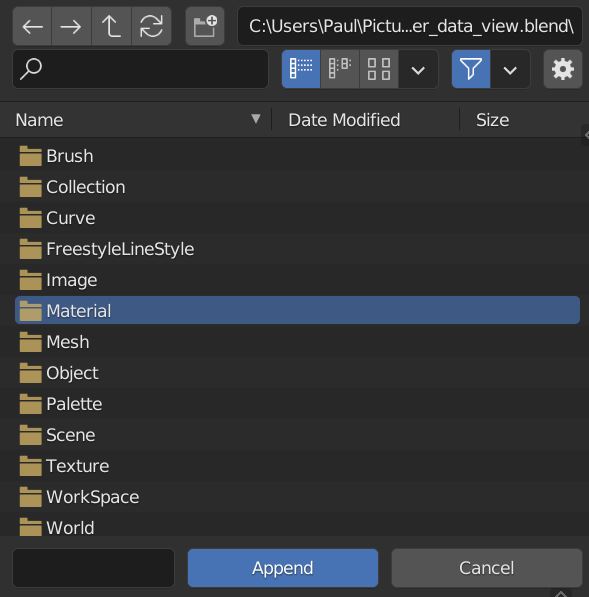 C:\Users\Paul\Pictu...er_data_view.blend\
Name Date Modified Size
Brush
Collection
Curve
FreestyleLineStyle
Image
Material
Mesh
Object
Palette
Scene
Texture
WorkSpace
World
Append Cancel